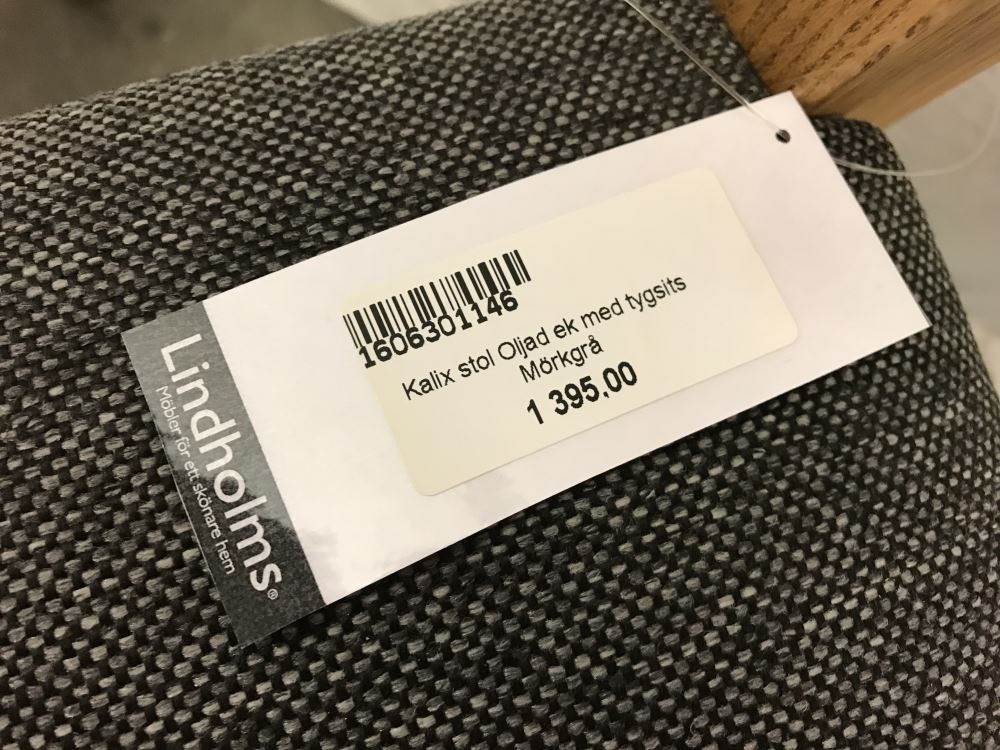 1606301146
Kalix stol Oljad ek med tygsits
Mörkgrå
1 395,00
Lindholms®
Möbler för ett skönare hem